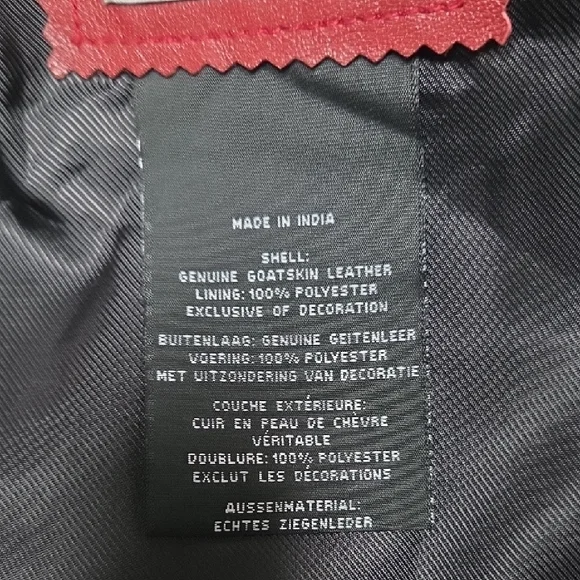 MADE IN INDIA
SHELL:
GENUINE GOATSKIN LEATHER
LINING: 100% POLYESTER
EXCLUSIVE OF DECORATION
BUITENLAAG: GENUINE GEITENLEER
VOERING: 100% POLYESTER
MET UITZONDERING VAN DECORATIE
COUCHE EXTÉRIEURE:
CUIR EN PEAU DE CHÈVRE
VÉRITABLE
DOUBLURE: 100% POLYESTER
EXCLUT LES DÉCORATIONS
AUSSENMATERIAL:
ECHTES ZIEGENLEDER